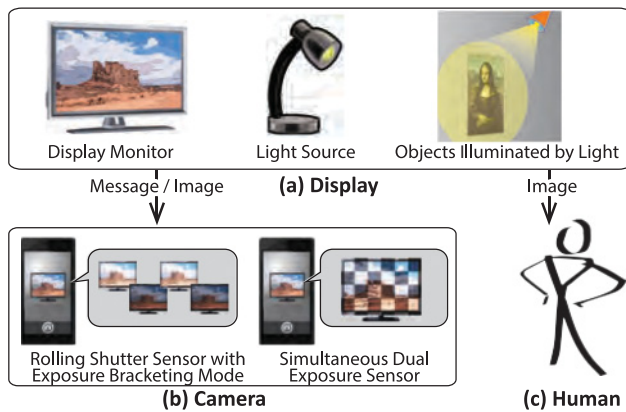 Display Monitor
Light Source
Objects Illuminated by Light
(a) Display
Message / Image
Image
Rolling Shutter Sensor with
Exposure Bracketing Mode
Simultaneous Dual
Exposure Sensor
(b) Camera
(c) Human